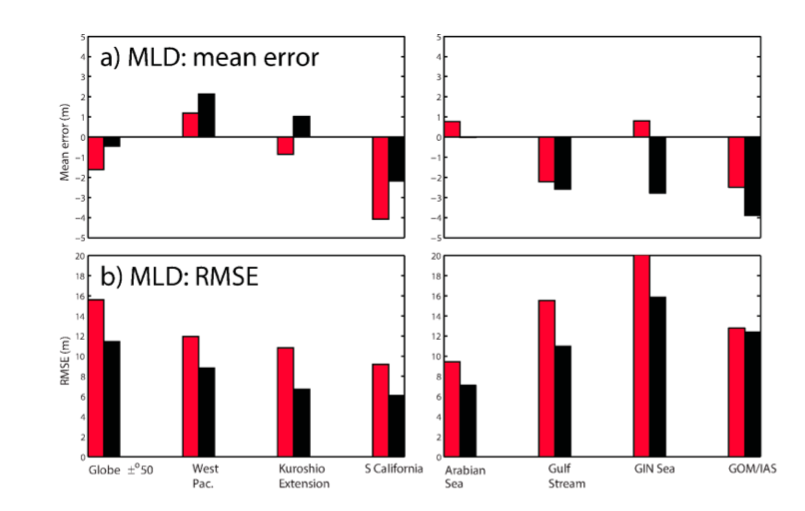 a) MLD: mean error
Mean error (m)
5
4
3
2
1
0
−1
−2
−3
−4
−5
5
4
3
2
1
0
−1
−2
−3
−4
−5
b) MLD: RMSE
RMSE (m)
20
18
16
14
12
10
8
6
4
2
0
20
18
16
14
12
10
8
6
4
2
0
Globe ±°50
West
Pac.
Kuroshio
Extension
S California
Arabian
Sea
Gulf
Stream
GIN Sea
GOM/IAS